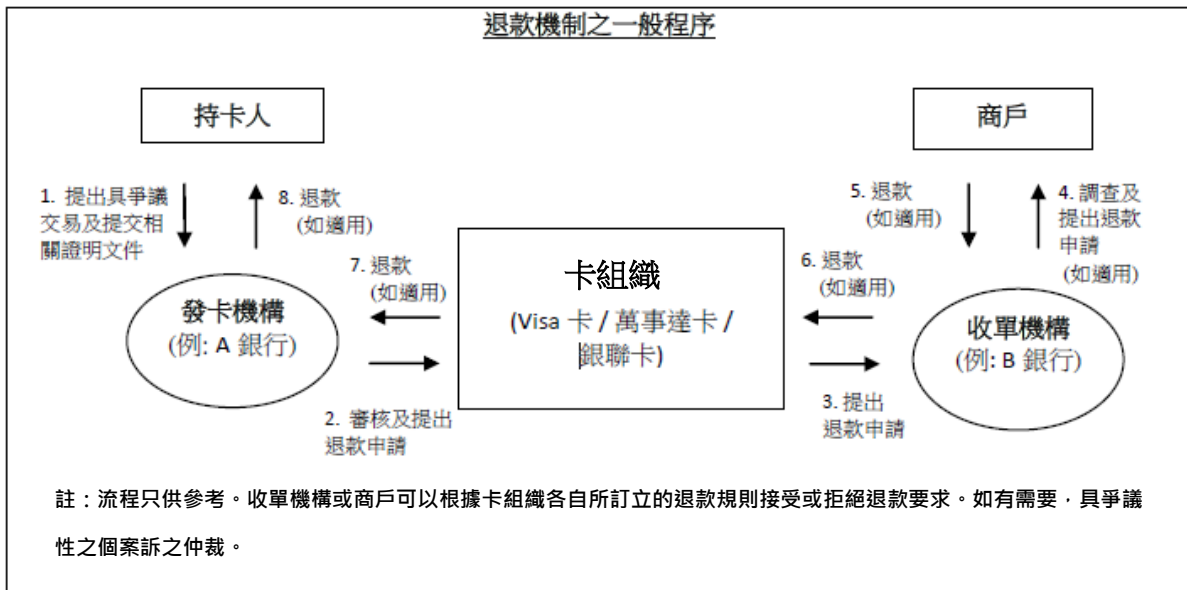 退款機制之一般程序
持卡人
商戶
1. 提出具爭議
交易及提交相
關證明文件
8. 退款
(如適用)
5. 退款
(如適用)
4. 調查及
提出退款
申請
(如適用)
發卡機構
(例: A 銀行)
7. 退款
(如適用)
卡組織
(Visa 卡 / 萬事達卡 /
銀聯卡)
6. 退款
(如適用)
收單機構
(例: B 銀行)
2. 審核及提出
退款申請
3. 提出
退款申請
註：流程只供參考。收單機構或商戶可以根據卡組織各自所訂立的退款規則接受或拒絕退款要求。如有需要，具爭議
性之個案訴之仲裁。